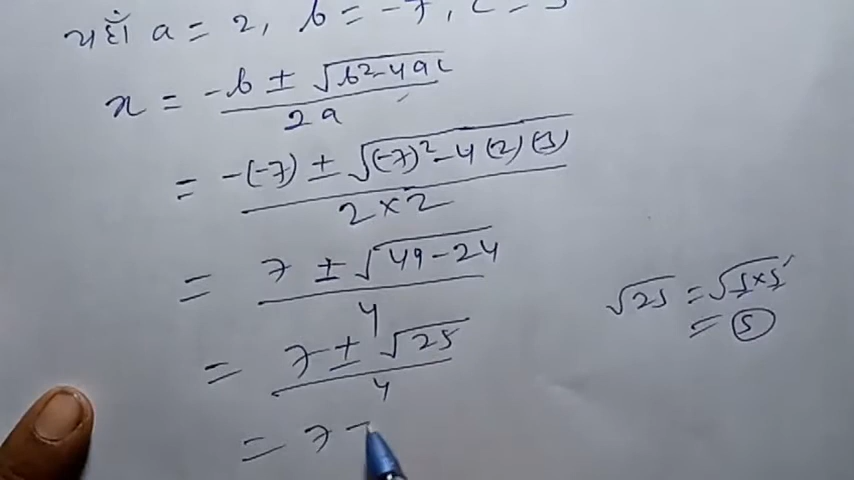 यहाँ a = 2, b = -7, c = 3
x = (-b ± √(b²-4ac))/(2a)
= (-(-7) ± √((-7)²-4(2)(3)))/(2×2)
= (7 ± √(49-24))/4
= (7 ± √25)/4
= 7
√25 = √(5×5)
= 5